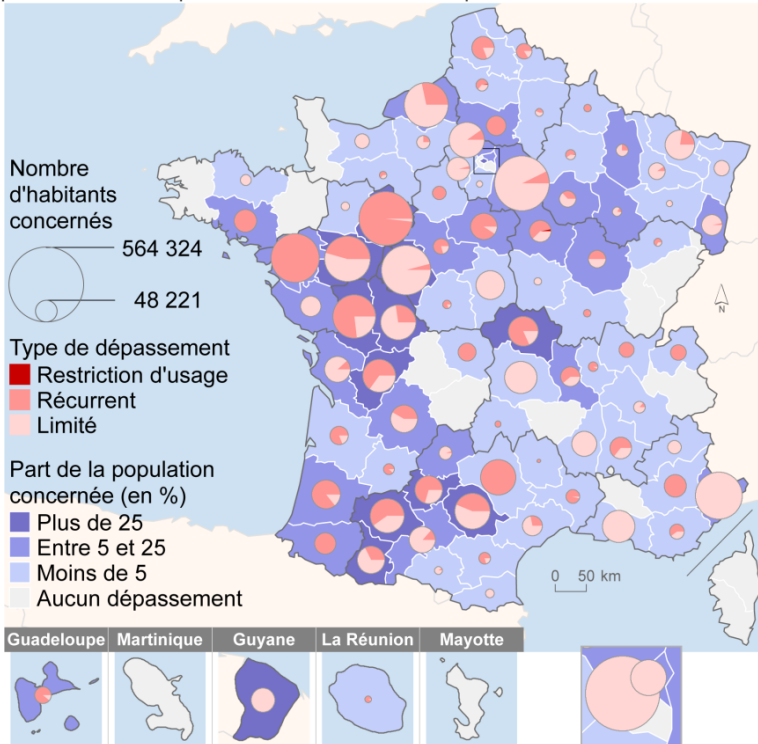 Nombre
d'habitants
concernés
564 324
48 221
Type de dépassement
Restriction d'usage
Récurrent
Limité
Part de la population
concernée (en %)
Plus de 25
Entre 5 et 25
Moins de 5
Aucun dépassement
N
0 50 km
Guadeloupe Martinique Guyane La Réunion Mayotte